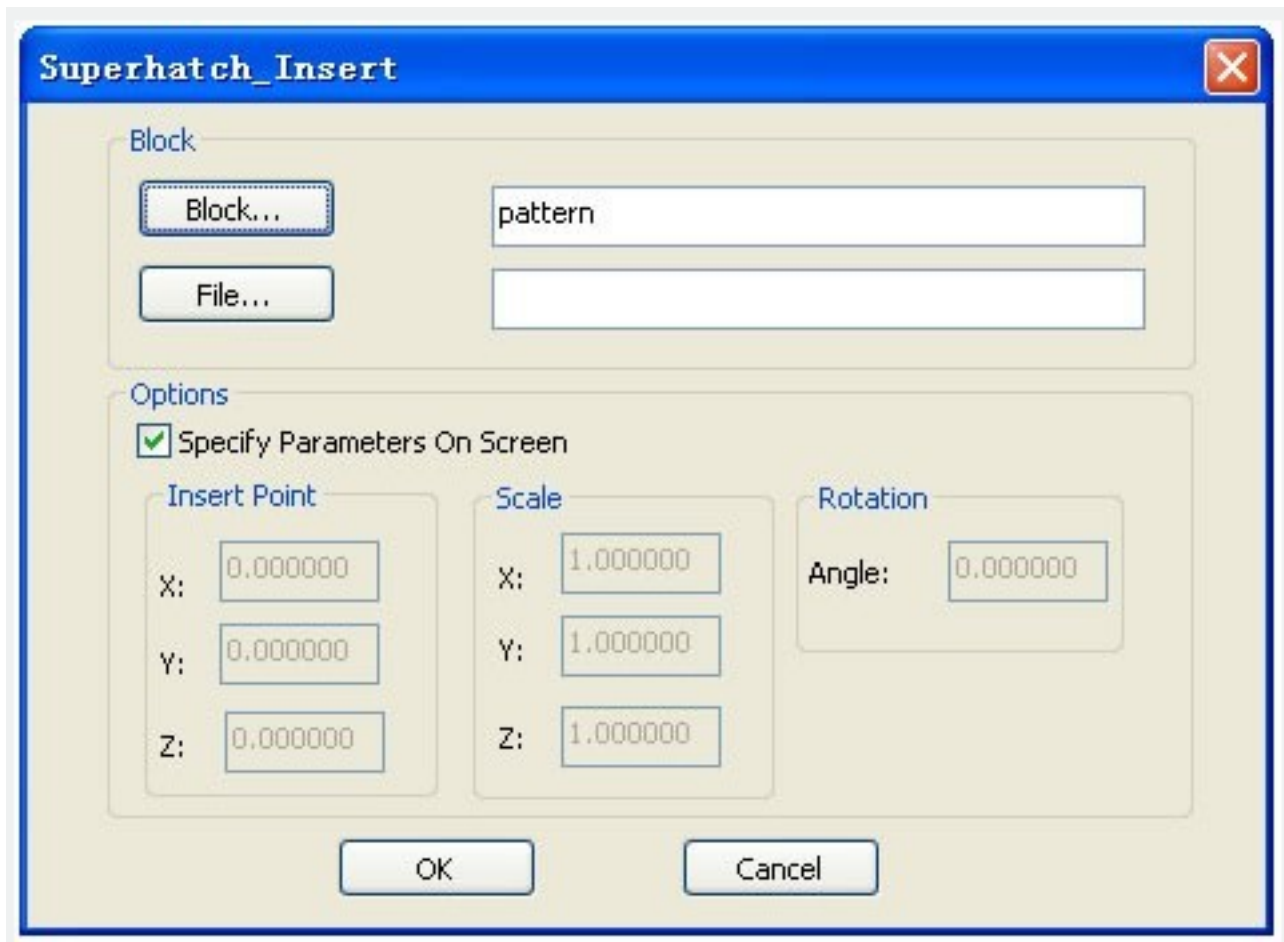 Superhatch_Insert
Block
Block...
pattern
File...
Options
Specify Parameters On Screen
Insert Point
X: 0.000000
Y: 0.000000
Z: 0.000000
Scale
X: 1.000000
Y: 1.000000
Z: 1.000000
Rotation
Angle: 0.000000
OK
Cancel